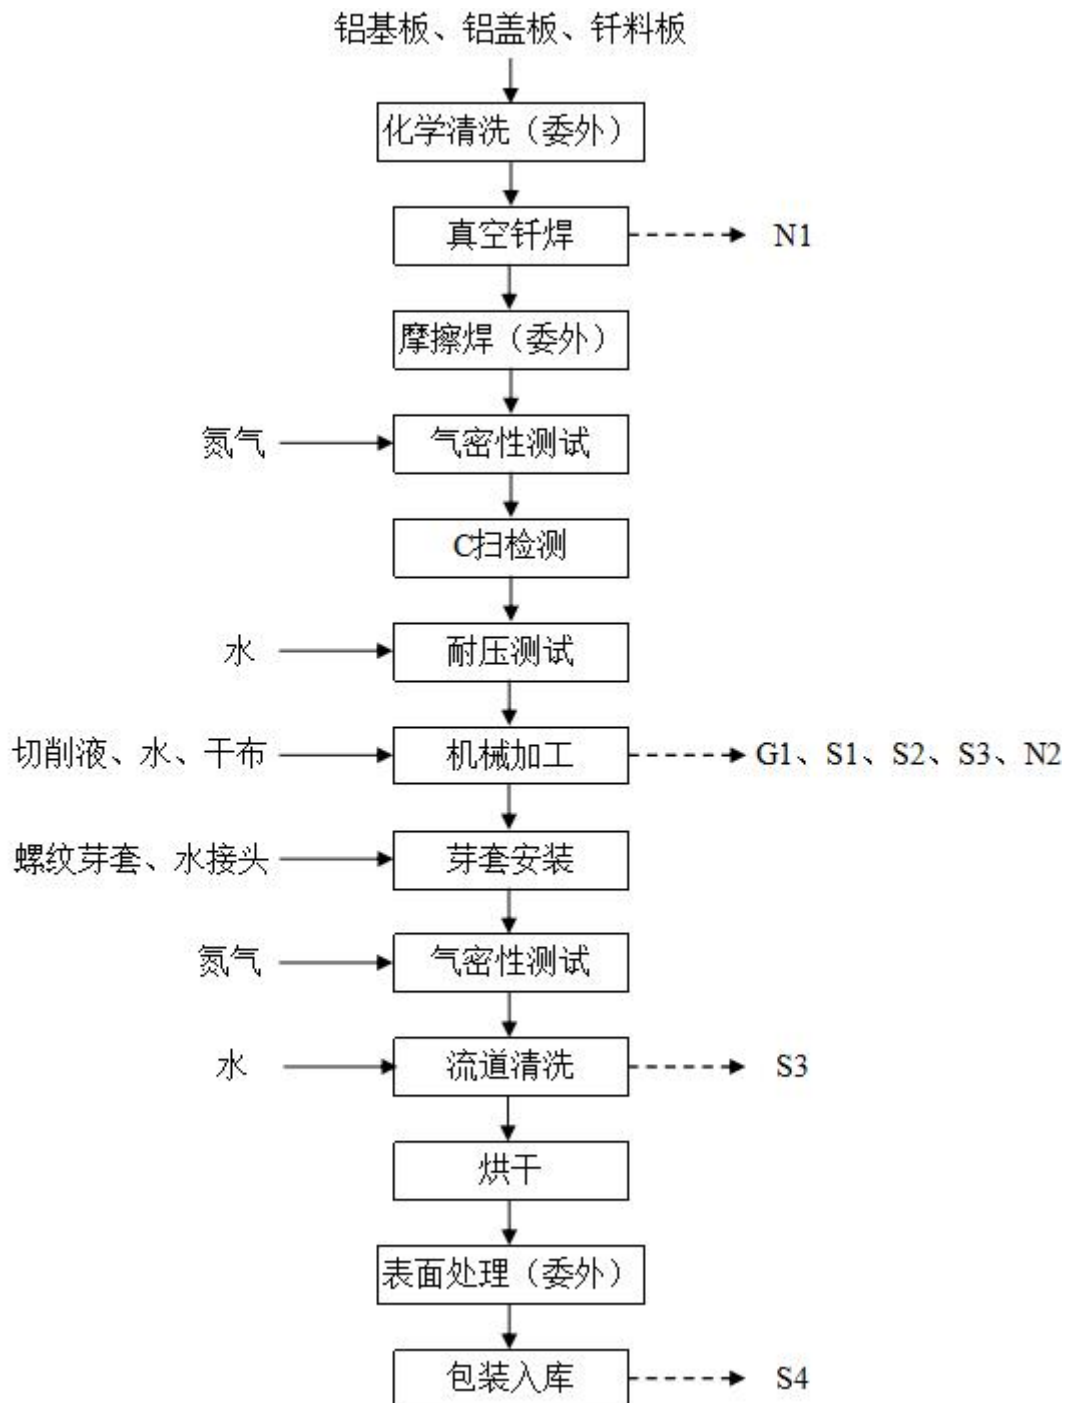 铝基板、铝盖板、钎料板
化学清洗（委外）
真空钎焊
N1
摩擦焊（委外）
氮气
气密性测试
C扫检测
水
耐压测试
切削液、水、干布
机械加工
G1、S1、S2、S3、N2
螺纹芽套、水接头
芽套安装
氮气
气密性测试
水
流道清洗
S3
烘干
表面处理（委外）
包装入库
S4